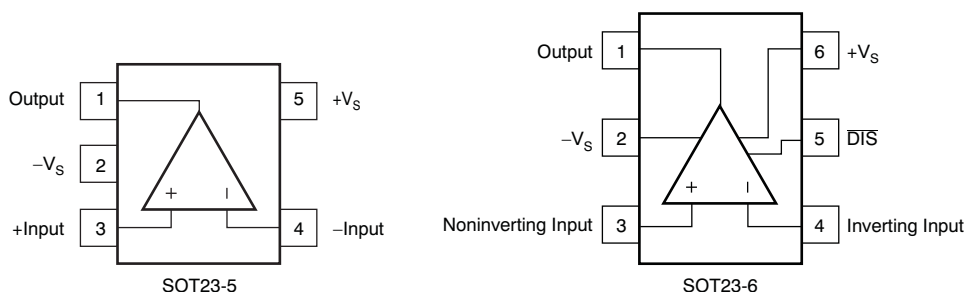 Output 1
5 +VS
−VS 2
+ −
+Input 3
4 −Input
SOT23-5
Output 1
6 +VS
−VS 2
5 DIS
+ −
Noninverting Input 3
4 Inverting Input
SOT23-6